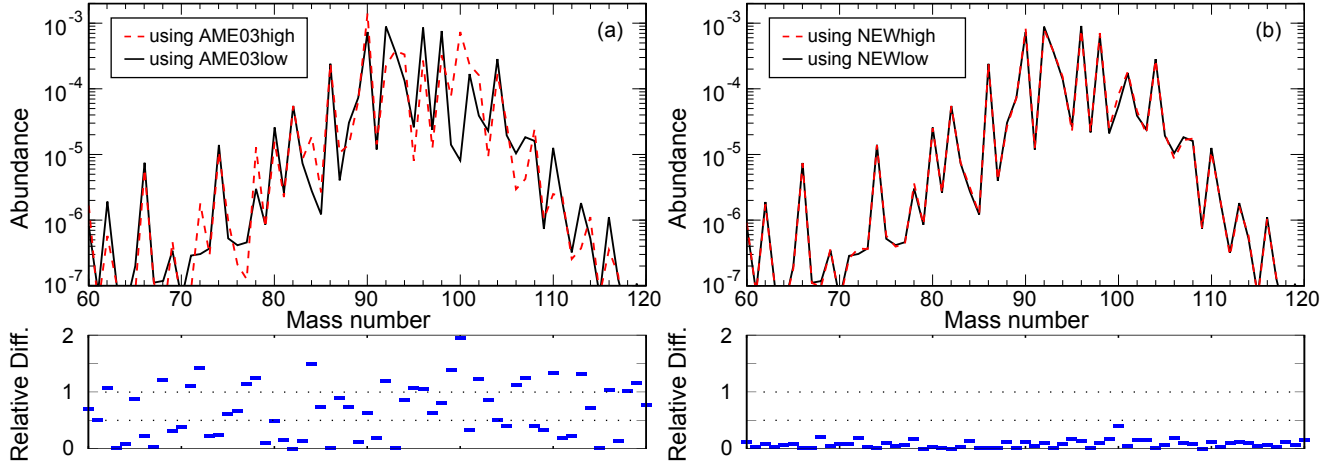 (a)
using AME03high
using AME03low
10⁻³
10⁻⁴
10⁻⁵
10⁻⁶
10⁻⁷
Abundance
60 70 80 90 100 110 120
Mass number
Relative Diff.
2
1
0
(b)
using NEWhigh
using NEWlow
10⁻³
10⁻⁴
10⁻⁵
10⁻⁶
10⁻⁷
Abundance
60 70 80 90 100 110 120
Mass number
Relative Diff.
2
1
0